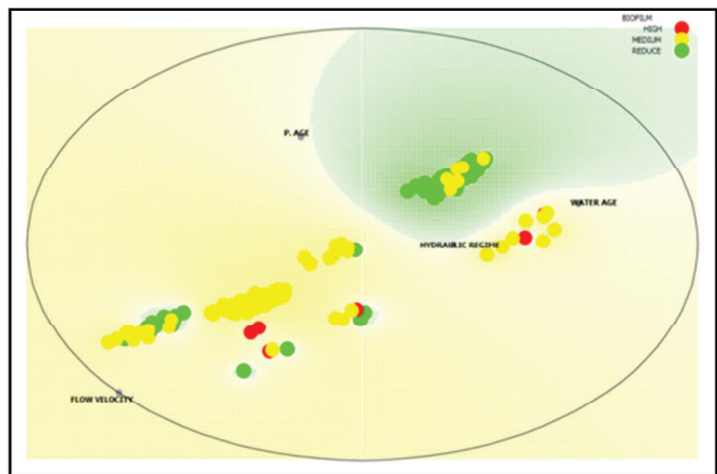 BIOFILM
HIGH
MEDIUM
REDUCE
P. AGE
WATER AGE
HYDRAULIC REGIME
FLOW VELOCITY